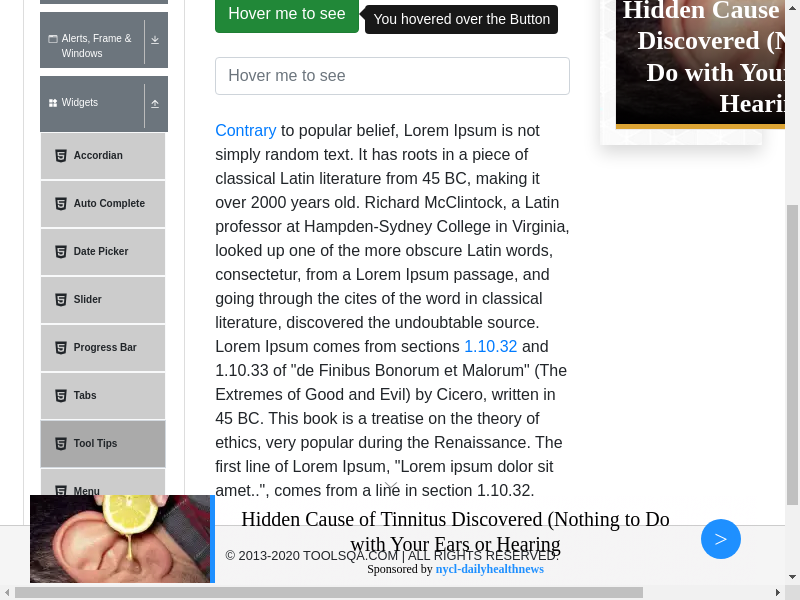 Hover me to see
You hovered over the Button
Hidden Cause
Discovered (N
Do with You
Heari
Alerts, Frame &
Windows
Widgets
Hover me to see
Accordian
Auto Complete
Date Picker
Slider
Progress Bar
Tabs
Tool Tips
Menu
Contrary to popular belief, Lorem Ipsum is not
simply random text. It has roots in a piece of
classical Latin literature from 45 BC, making it
over 2000 years old. Richard McClintock, a Latin
professor at Hampden-Sydney College in Virginia,
looked up one of the more obscure Latin words,
consectetur, from a Lorem Ipsum passage, and
going through the cites of the word in classical
literature, discovered the undoubtable source.
Lorem Ipsum comes from sections 1.10.32 and
1.10.33 of "de Finibus Bonorum et Malorum" (The
Extremes of Good and Evil) by Cicero, written in
45 BC. This book is a treatise on the theory of
ethics, very popular during the Renaissance. The
first line of Lorem Ipsum, "Lorem ipsum dolor sit
amet..", comes from a line in section 1.10.32.
Hidden Cause of Tinnitus Discovered (Nothing to Do
with Your Ears or Hearing
© 2013-2020 TOOLSQA.COM | ALL RIGHTS RESERVED.
Sponsored by nycl-dailyhealthnews
>